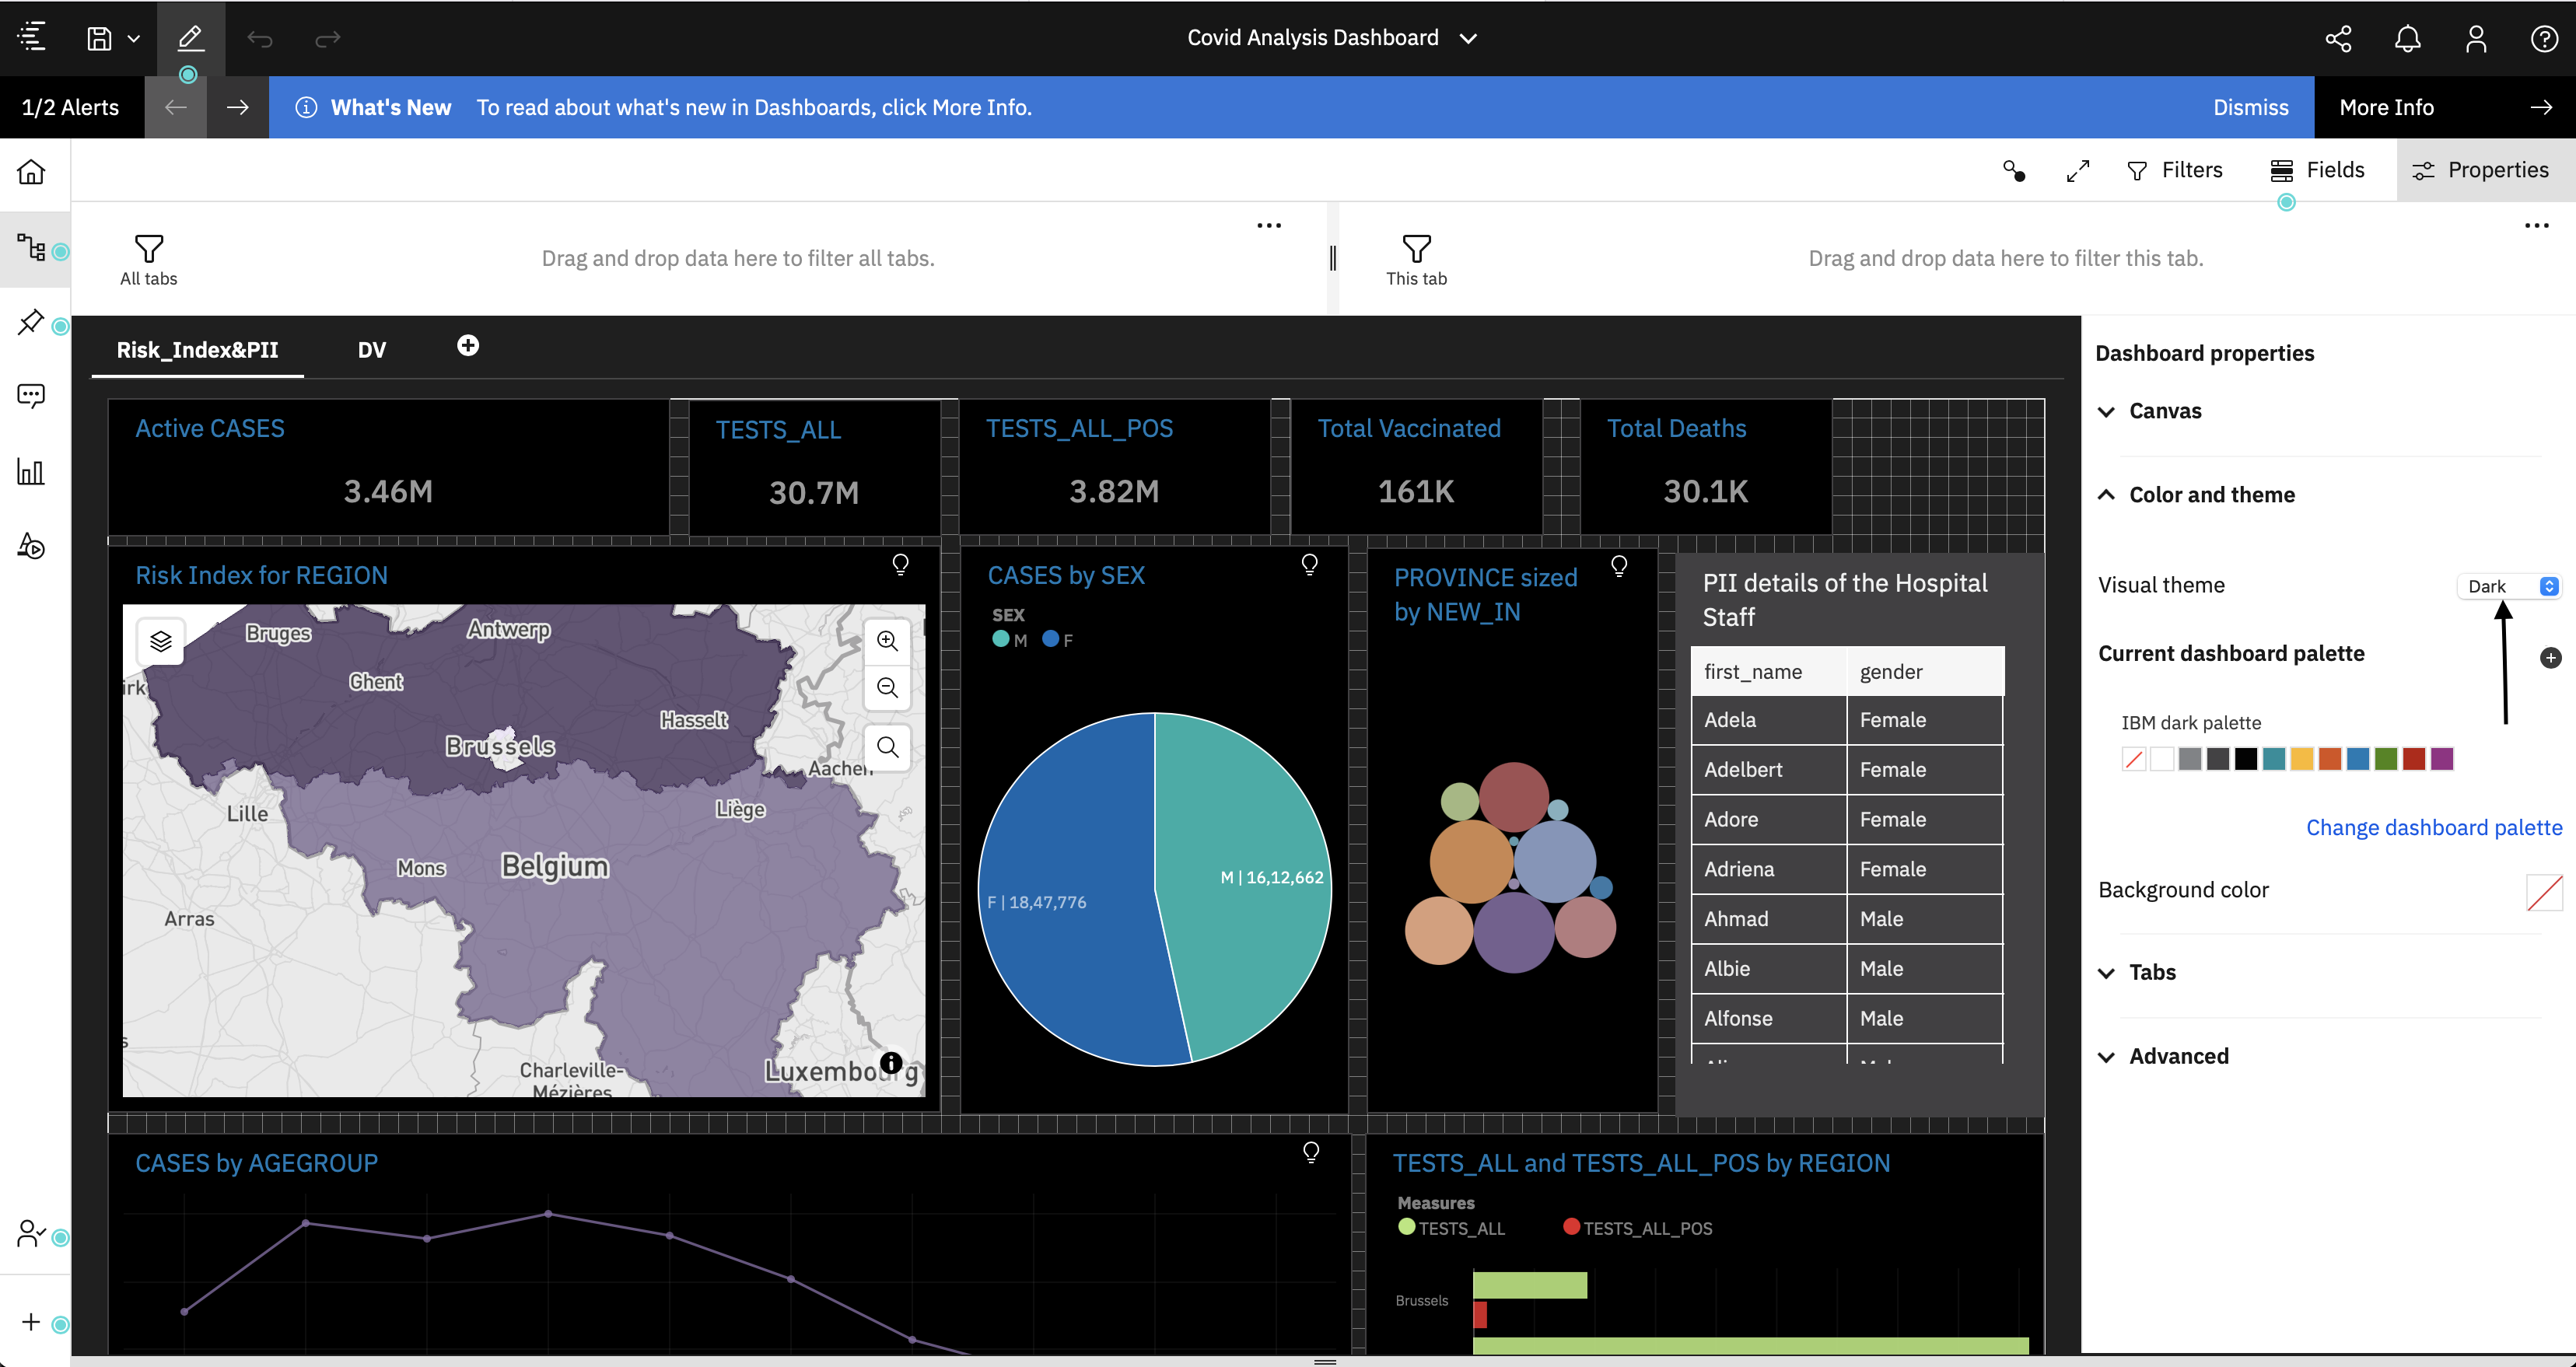 Covid Analysis Dashboard
1/2 Alerts
What's New To read about what's new in Dashboards, click More Info.
Dismiss
More Info
Filters
Fields
Properties
All tabs
Drag and drop data here to filter all tabs.
This tab
Drag and drop data here to filter this tab.
Risk_Index&PII
DV
Active CASES
3.46M
TESTS_ALL
30.7M
TESTS_ALL_POS
3.82M
Total Vaccinated
161K
Total Deaths
30.1K
Risk Index for REGION
Bruges
Antwerp
Ghent
Hasselt
Brussels
Lille
Liège
Mons
Belgium
Arras
Charleville-
Mézières
CASES by SEX
SEX
M
F
M | 16,12,662
F | 18,47,776
PROVINCE sized
by NEW_IN
PII details of the Hospital
Staff
first_name gender
Adela Female
Adelbert Female
Adore Female
Adriena Female
Ahmad Male
Albie Male
Alfonse Male
CASES by AGEGROUP
TESTS_ALL and TESTS_ALL_POS by REGION
Measures
TESTS_ALL
TESTS_ALL_POS
Brussels
Dashboard properties
Canvas
Color and theme
Visual theme
Dark
Current dashboard palette
IBM dark palette
Change dashboard palette
Background color
Tabs
Advanced